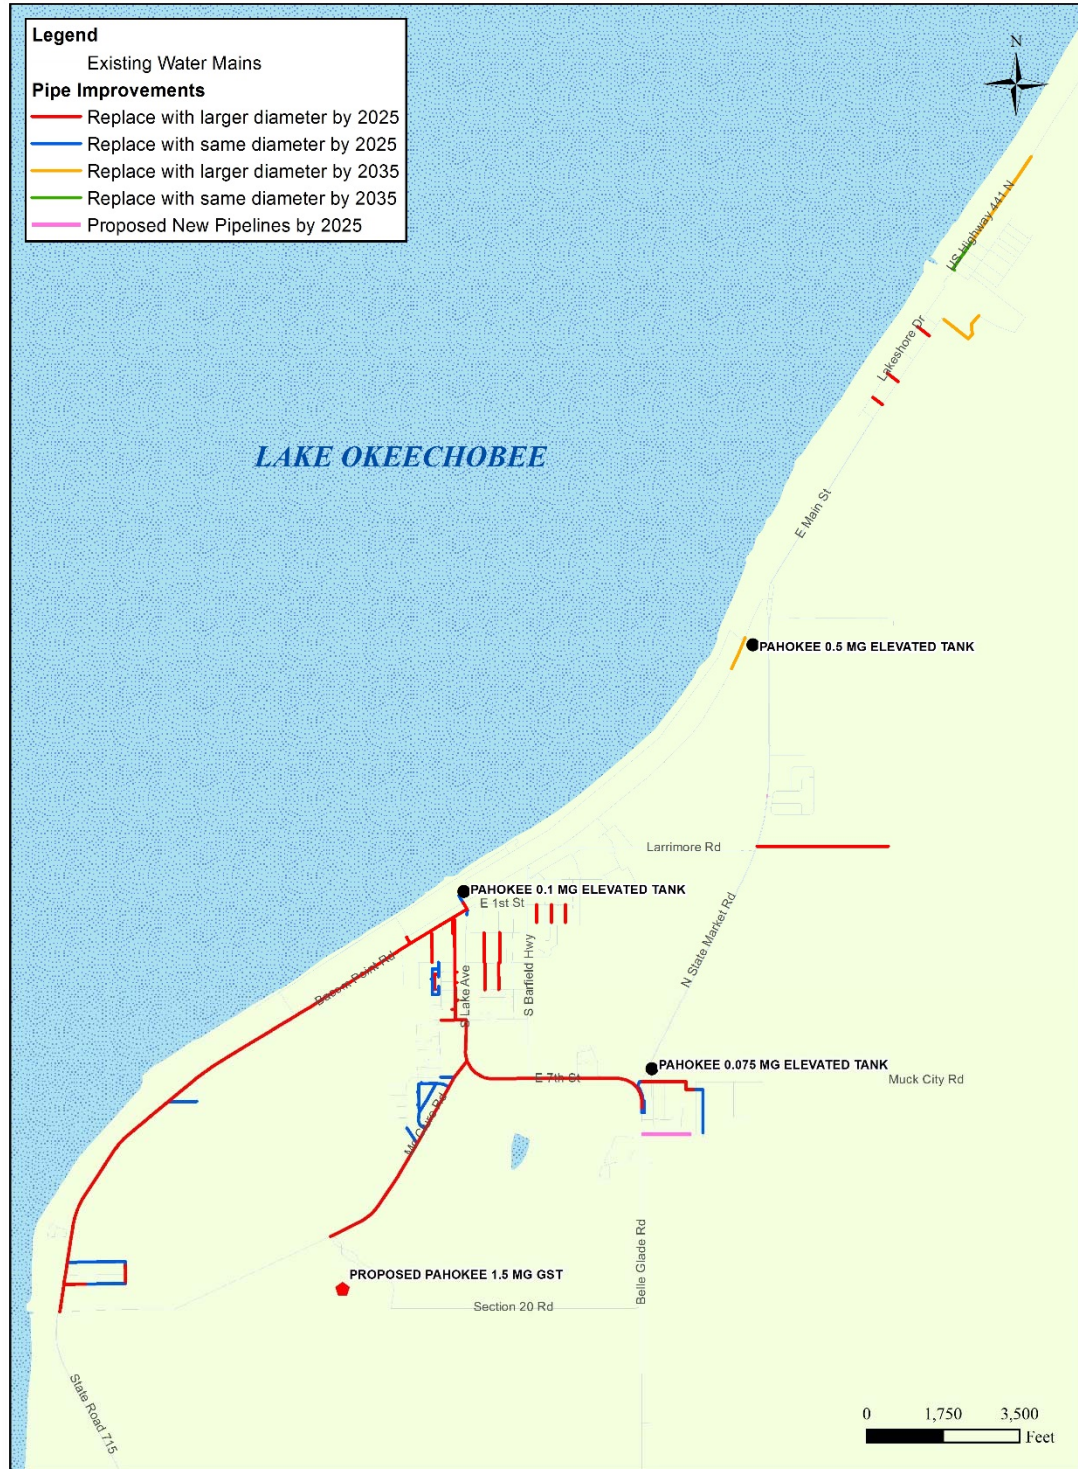 Legend
Existing Water Mains
Pipe Improvements
Replace with larger diameter by 2025
Replace with same diameter by 2025
Replace with larger diameter by 2035
Replace with same diameter by 2035
Proposed New Pipelines by 2025
N
US Highway 441 N
Lakeshore Dr
LAKE OKEECHOBEE
E Main St
PAHOKEE 0.5 MG ELEVATED TANK
Larrimore Rd
PAHOKEE 0.1 MG ELEVATED TANK
E 1st St
N State Market Rd
Bacom Point Rd
S Lake Ave
S Barfield Hwy
PAHOKEE 0.075 MG ELEVATED TANK
E 7th St
Muck City Rd
Mc Clure Rd
Belle Glade Rd
PROPOSED PAHOKEE 1.5 MG GST
Section 20 Rd
State Road 715
0 1,750 3,500
Feet